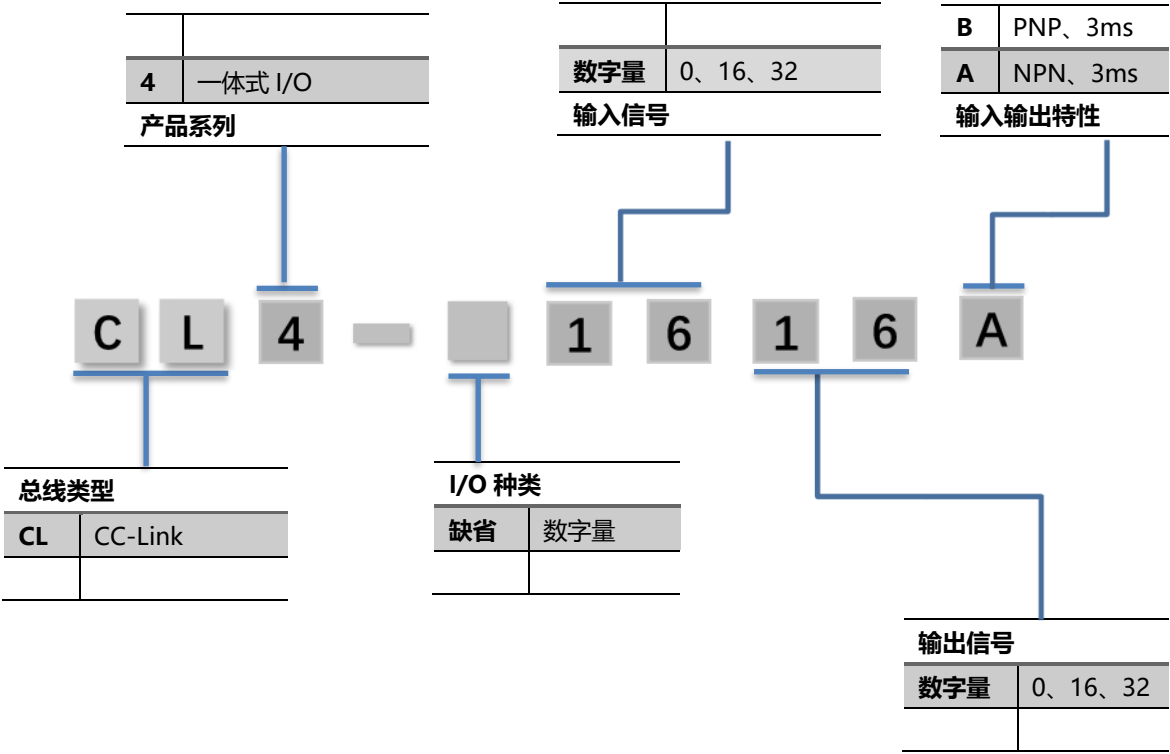 4 一体式 I/O
产品系列
数字量 0、16、32
输入信号
B PNP、3ms
A NPN、3ms
输入输出特性
C L 4 - 1 6 1 6 A
总线类型
CL CC-Link
I/O 种类
缺省 数字量
输出信号
数字量 0、16、32